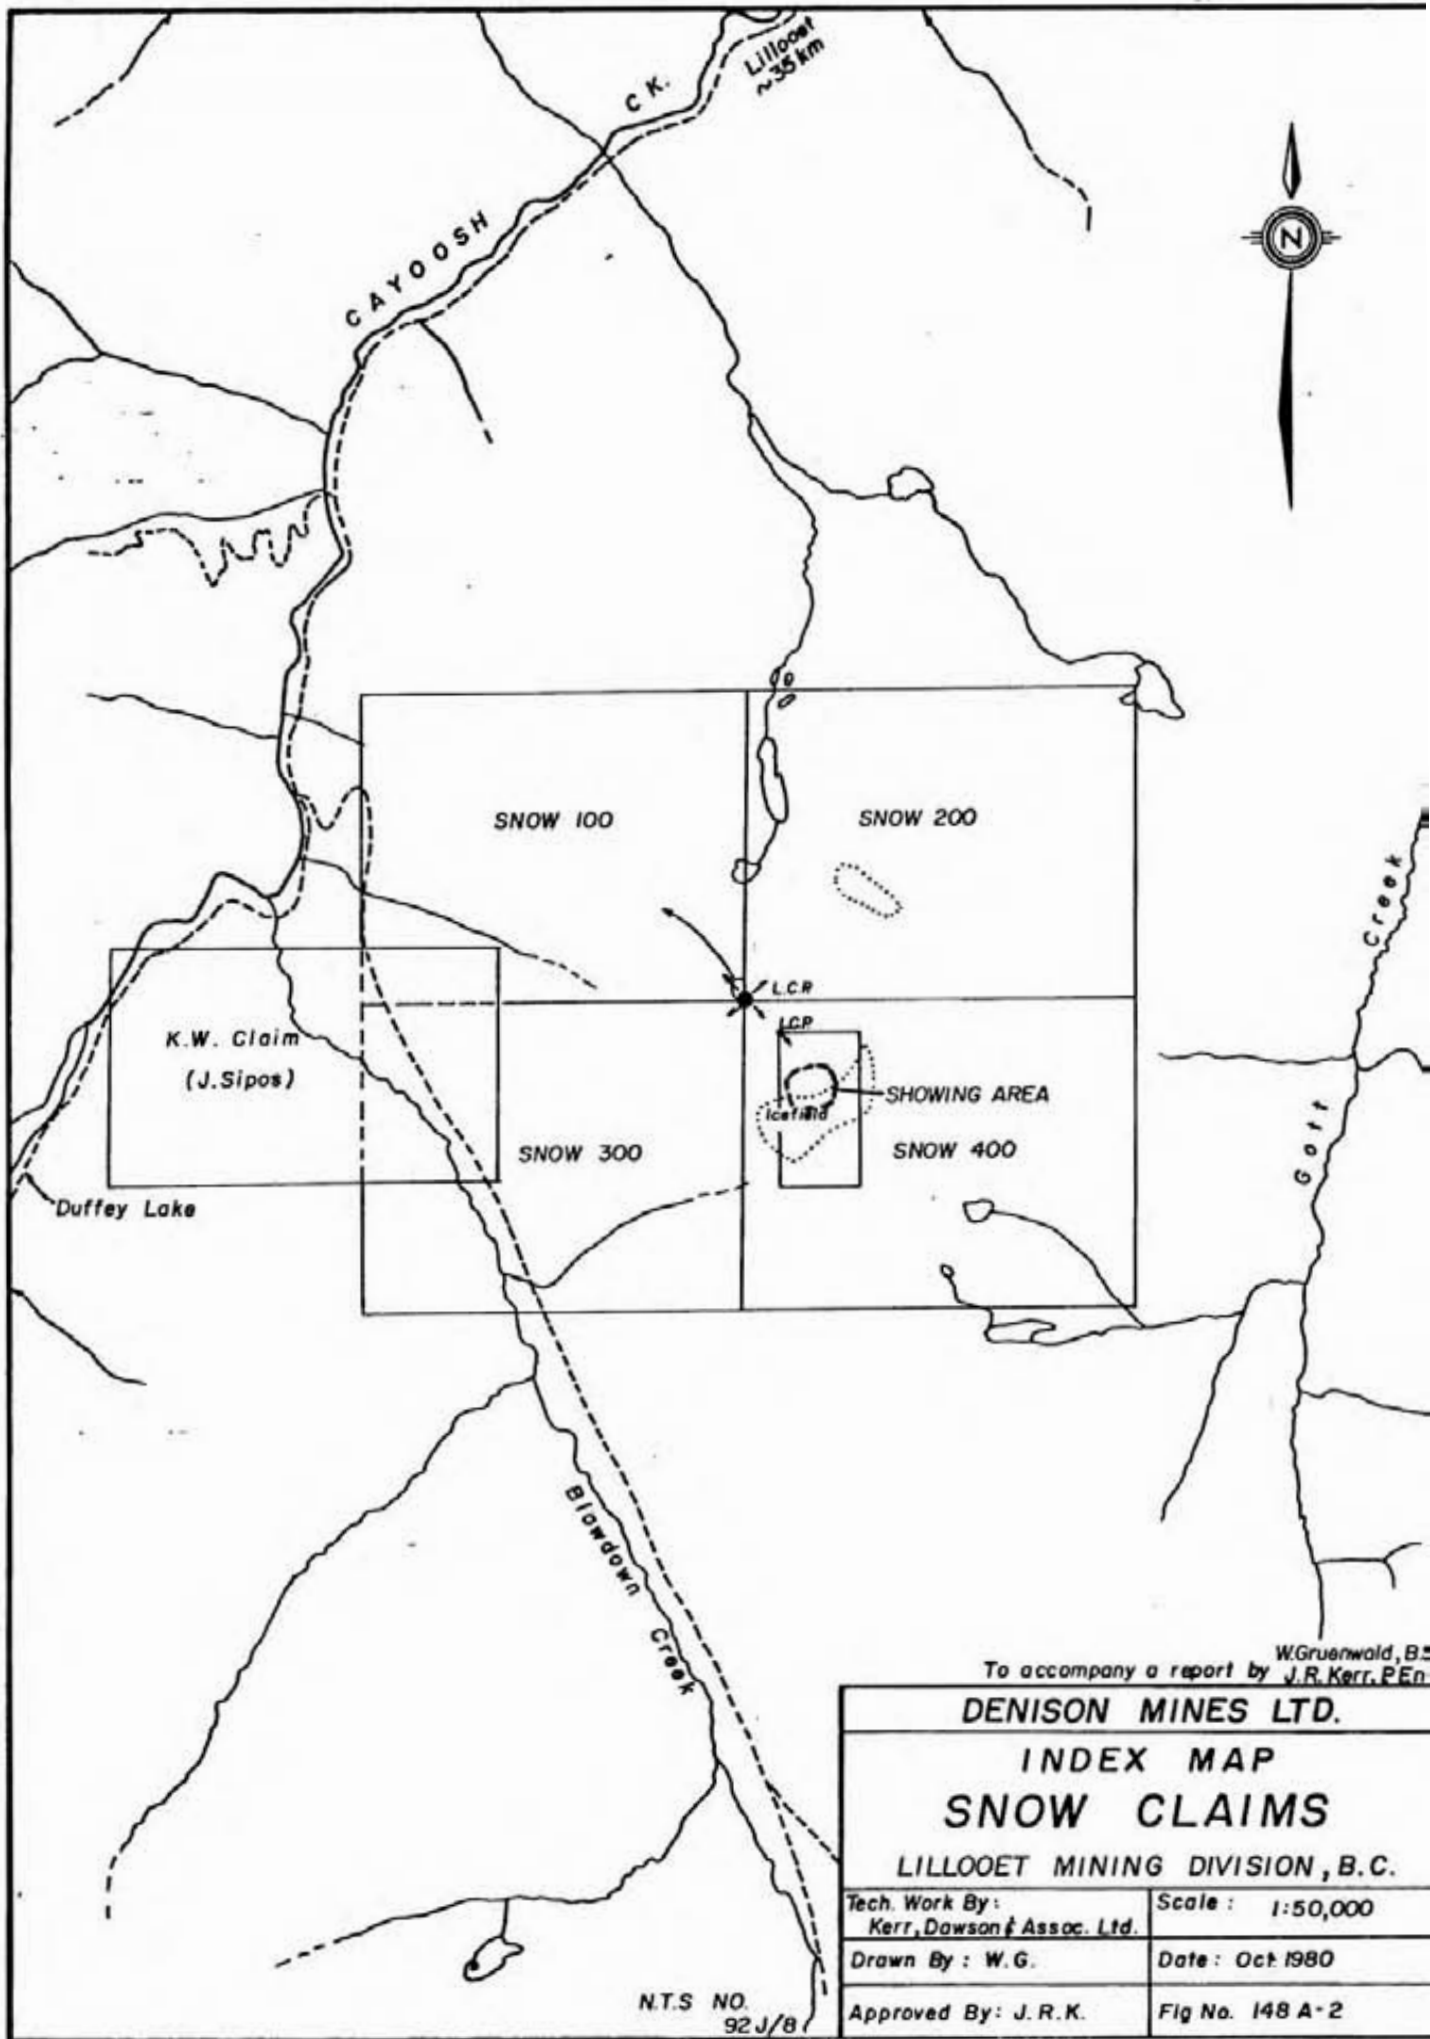 Lillooet
~35 km
CAYOOSH CK.
N
SNOW 100
SNOW 200
L.C.P.
L.C.P.
K.W. Claim
(J. Sipos)
SHOWING AREA
Icefield
SNOW 300
SNOW 400
Duffey Lake
Gott Creek
Blowdown Creek
W. Gruenwald, B.S
To accompany a report by J.R. Kerr, P.En
DENISON MINES LTD.
INDEX MAP
SNOW CLAIMS
LILLOOET MINING DIVISION, B.C.
Tech. Work By:
Kerr, Dawson & Assoc. Ltd.
Scale: 1:50,000
Drawn By: W.G.
Date: Oct. 1980
Approved By: J.R.K.
Fig No. 148 A-2
N.T.S NO.
92 J/8